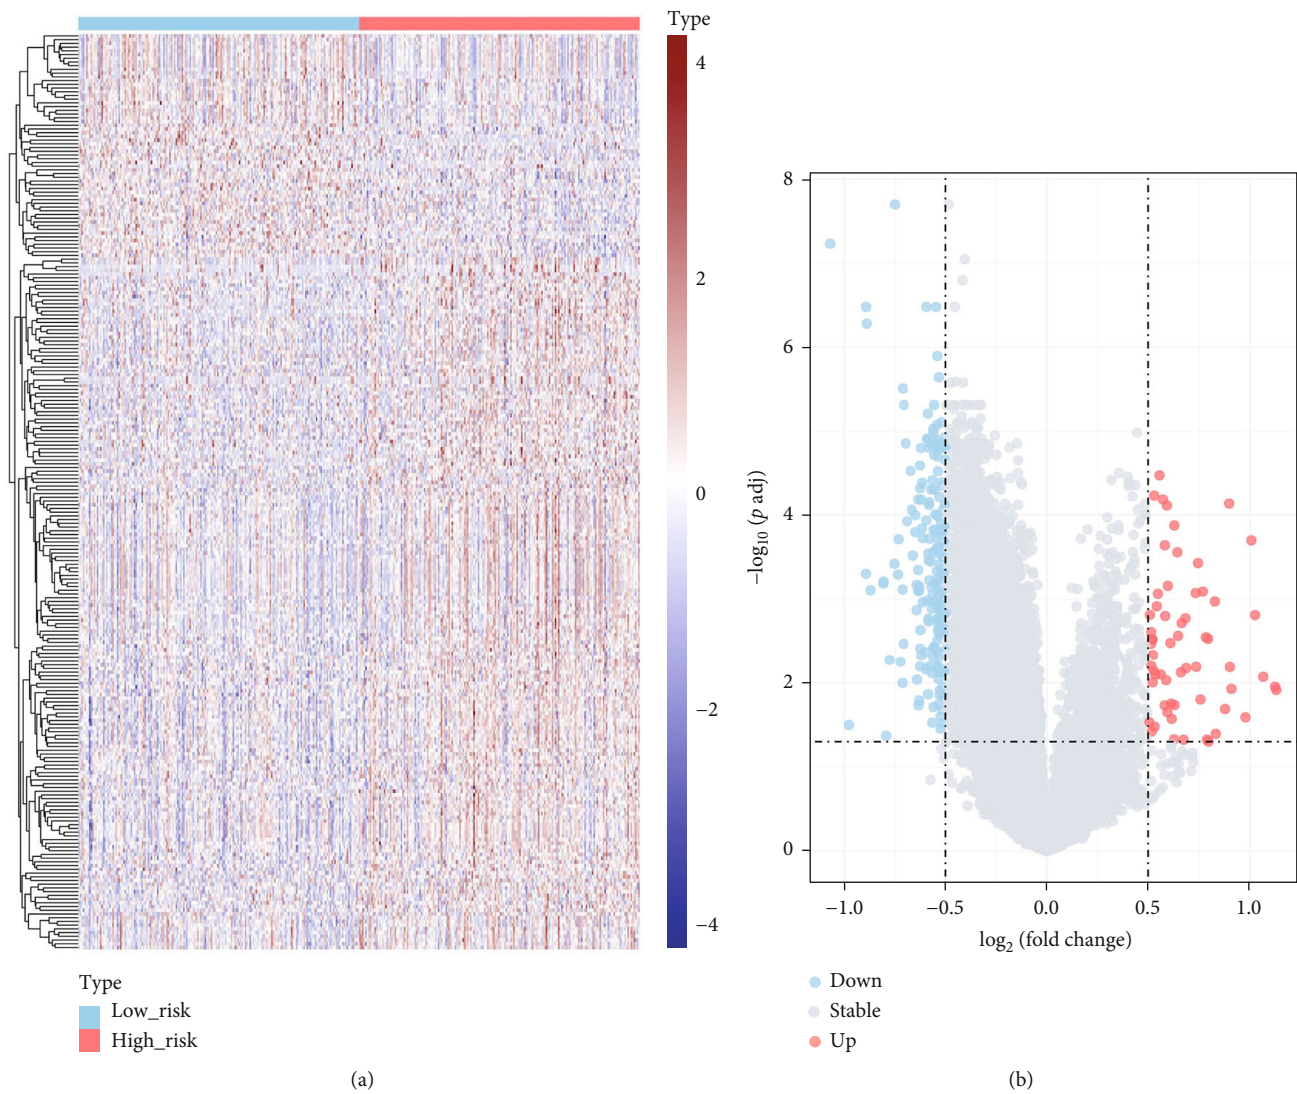 Type
4
2
0
−2
−4
Type
Low_risk
High_risk
(a)
8
6
4
2
0
−log10 (p adj)
−1.0 −0.5 0.0 0.5 1.0
log2 (fold change)
Down
Stable
Up
(b)